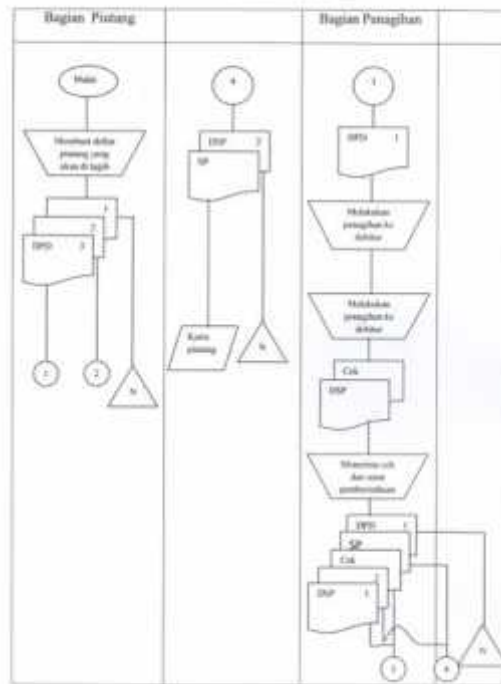 Bagian Piutang
Bagian Penagihan
Mulai
Membuat daftar
piutang yang
akan di tagih
1
2
DPD 3
1
2
N
4
DSP 2
SP
Kartu
piutang
N
1
DPD 1
Melakukan
penagihan ke
debitur
Melakukan
penagihan ke
debitur
Cek
DSP
Menerima cek
dan surat
pemberitahuan
DPD 1
SP
Cek
DSP 1
3
4
N